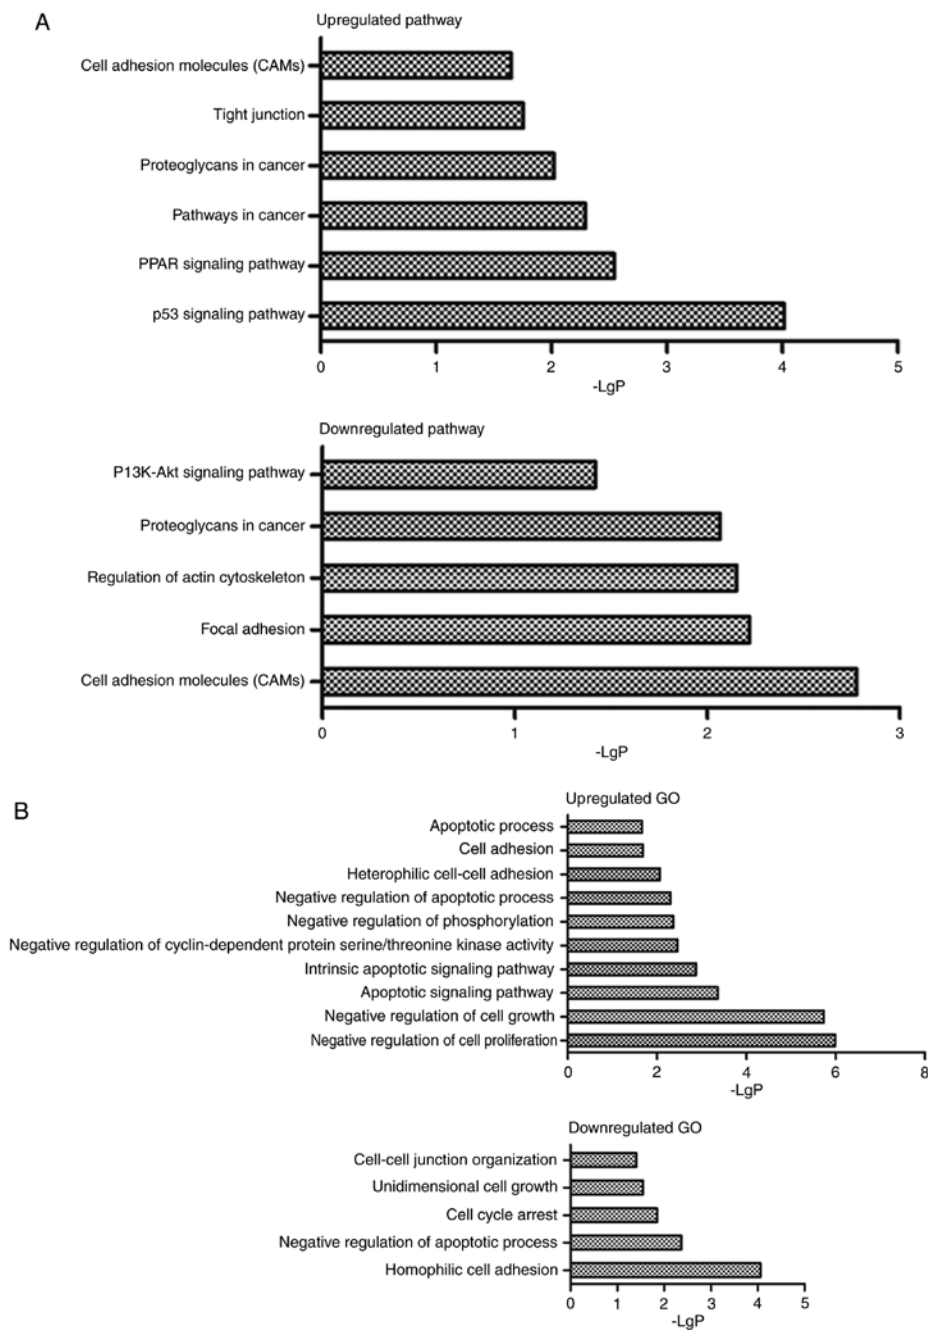 A
Upregulated pathway
Cell adhesion molecules (CAMs)
Tight junction
Proteoglycans in cancer
Pathways in cancer
PPAR signaling pathway
p53 signaling pathway
0 1 2 3 4 5
-LgP
Downregulated pathway
P13K-Akt signaling pathway
Proteoglycans in cancer
Regulation of actin cytoskeleton
Focal adhesion
Cell adhesion molecules (CAMs)
0 1 2 3
-LgP
B
Upregulated GO
Apoptotic process
Cell adhesion
Heterophilic cell-cell adhesion
Negative regulation of apoptotic process
Negative regulation of phosphorylation
Negative regulation of cyclin-dependent protein serine/threonine kinase activity
Intrinsic apoptotic signaling pathway
Apoptotic signaling pathway
Negative regulation of cell growth
Negative regulation of cell proliferation
0 2 4 6 8
-LgP
Downregulated GO
Cell-cell junction organization
Unidimensional cell growth
Cell cycle arrest
Negative regulation of apoptotic process
Homophilic cell adhesion
0 1 2 3 4 5
-LgP